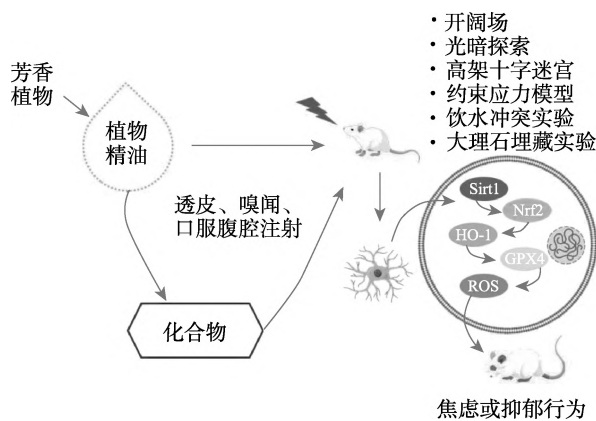 芳香
植物
植物
精油
透皮、嗅闻、
口服腹腔注射
化合物
· 开阔场
· 光暗探索
· 高架十字迷宫
· 约束应力模型
· 饮水冲突实验
· 大理石埋藏实验
Sirt1
Nrf2
HO-1
GPX4
ROS
焦虑或抑郁行为